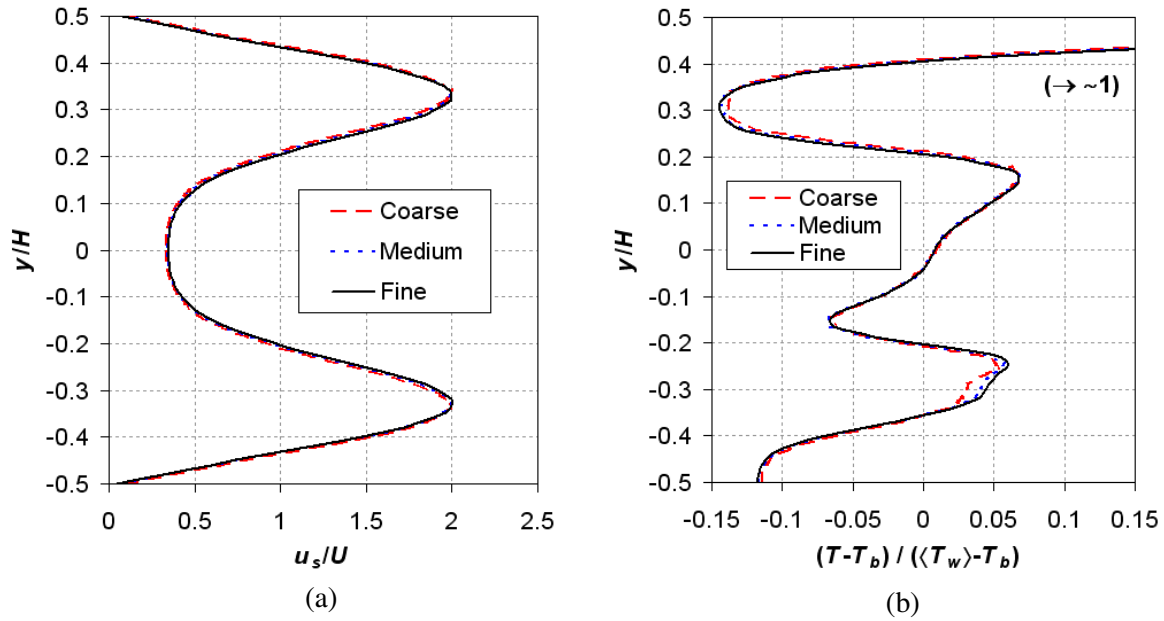 0.5
0.4
0.3
0.2
0.1
0
-0.1
-0.2
-0.3
-0.4
-0.5
y/H
Coarse
Medium
Fine
0 0.5 1 1.5 2 2.5
u_s/U
(a)
0.5
0.4
0.3
0.2
0.1
0
-0.1
-0.2
-0.3
-0.4
-0.5
y/H
(→ ~1)
Coarse
Medium
Fine
-0.15 -0.1 -0.05 0 0.05 0.1 0.15
(T-T_b) / (⟨T_w⟩-T_b)
(b)